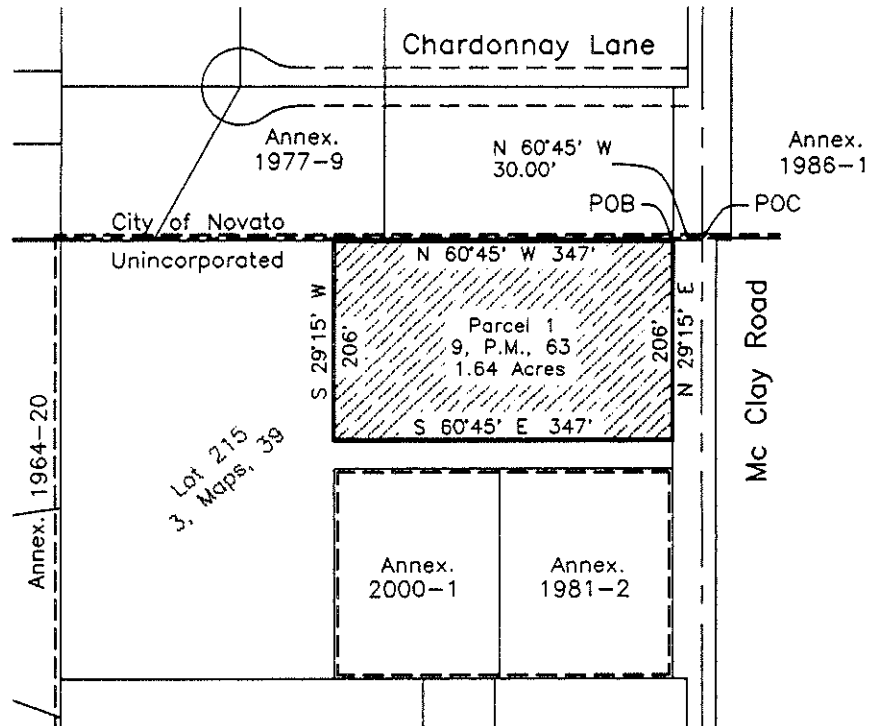 Chardonnay Lane
Annex.
1977-9
N 60°45' W
30.00'
Annex.
1986-1
POB
POC
City of Novato
Unincorporated
N 60°45' W 347'
S 29°15' W
206'
Parcel 1
9, P.M., 63
1.64 Acres
206'
N 29°15' E
S 60°45' E 347'
Mc Clay Road
Annex. 1964-20
Lot 215
3, Maps, 39
Annex.
2000-1
Annex.
1981-2